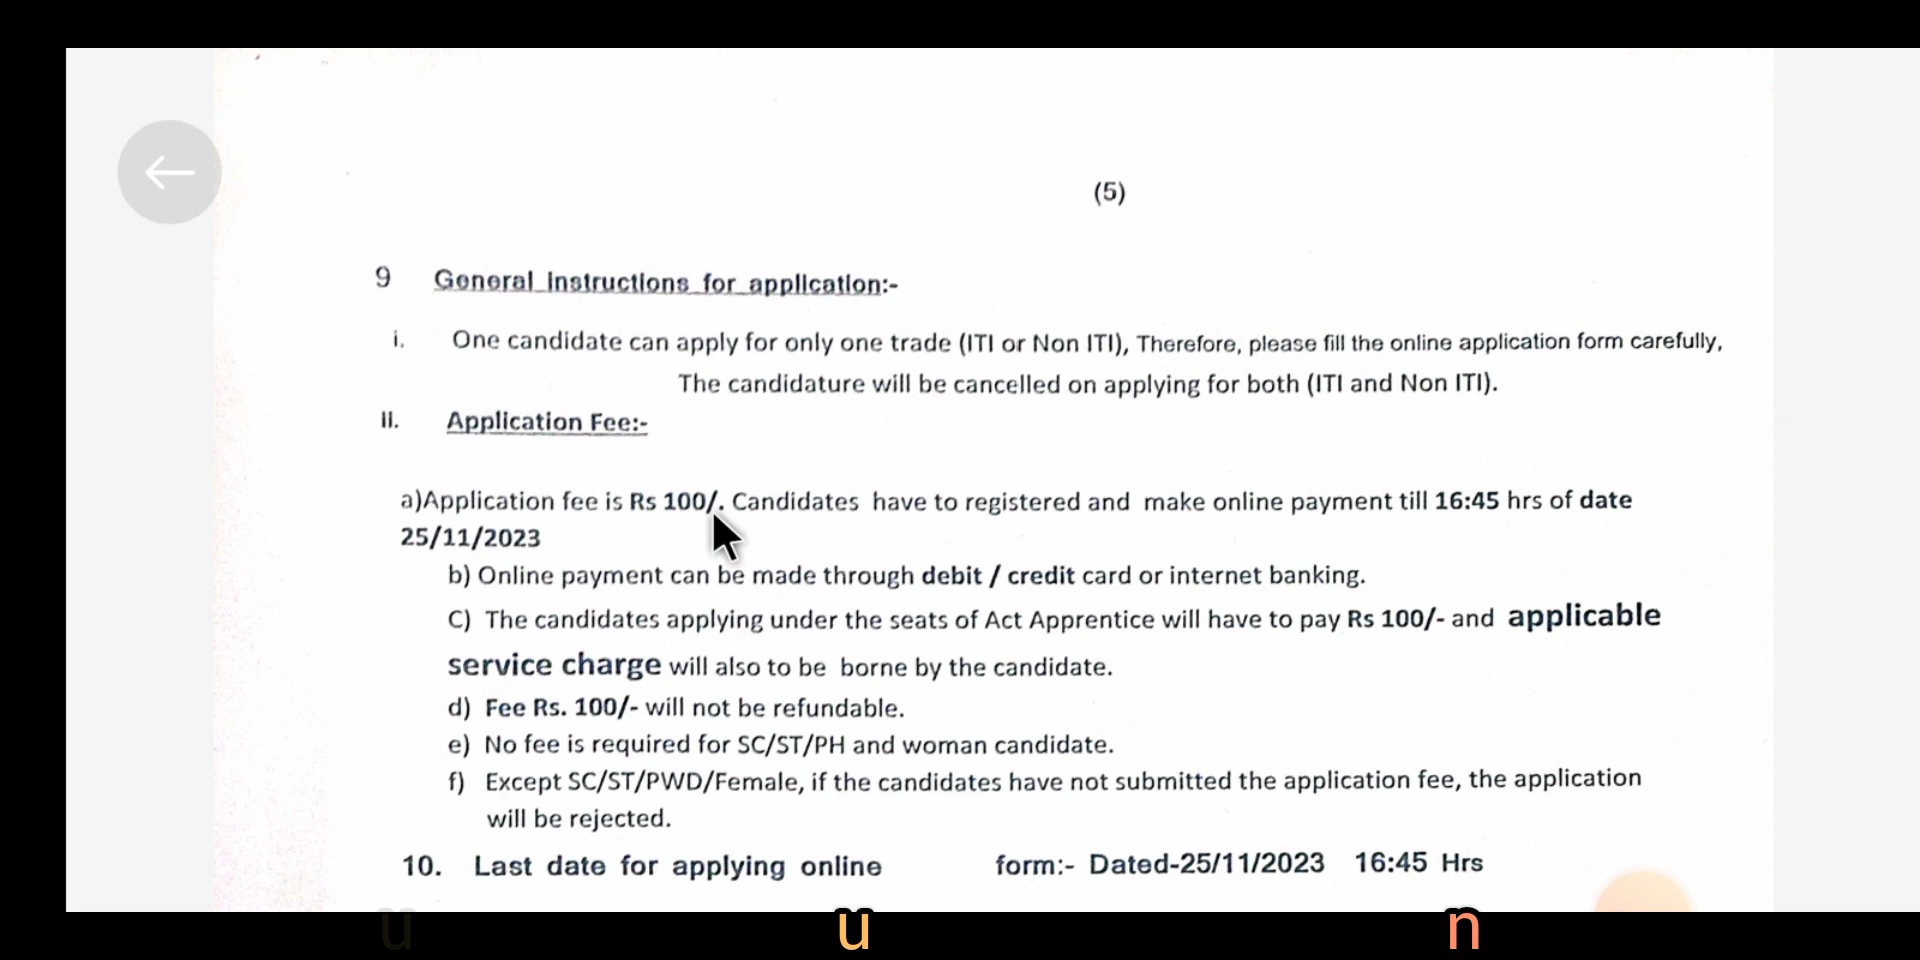 (5)
9 General Instructions for application:-
i. One candidate can apply for only one trade (ITI or Non ITI), Therefore, please fill the online application form carefully,
The candidature will be cancelled on applying for both (ITI and Non ITI).
II. Application Fee:-
a)Application fee is Rs 100/. Candidates have to registered and make online payment till 16:45 hrs of date
25/11/2023
b) Online payment can be made through debit / credit card or internet banking.
C) The candidates applying under the seats of Act Apprentice will have to pay Rs 100/- and applicable
service charge will also to be borne by the candidate.
d) Fee Rs. 100/- will not be refundable.
e) No fee is required for SC/ST/PH and woman candidate.
f) Except SC/ST/PWD/Female, if the candidates have not submitted the application fee, the application
will be rejected.
10. Last date for applying online form:- Dated-25/11/2023 16:45 Hrs
u u n